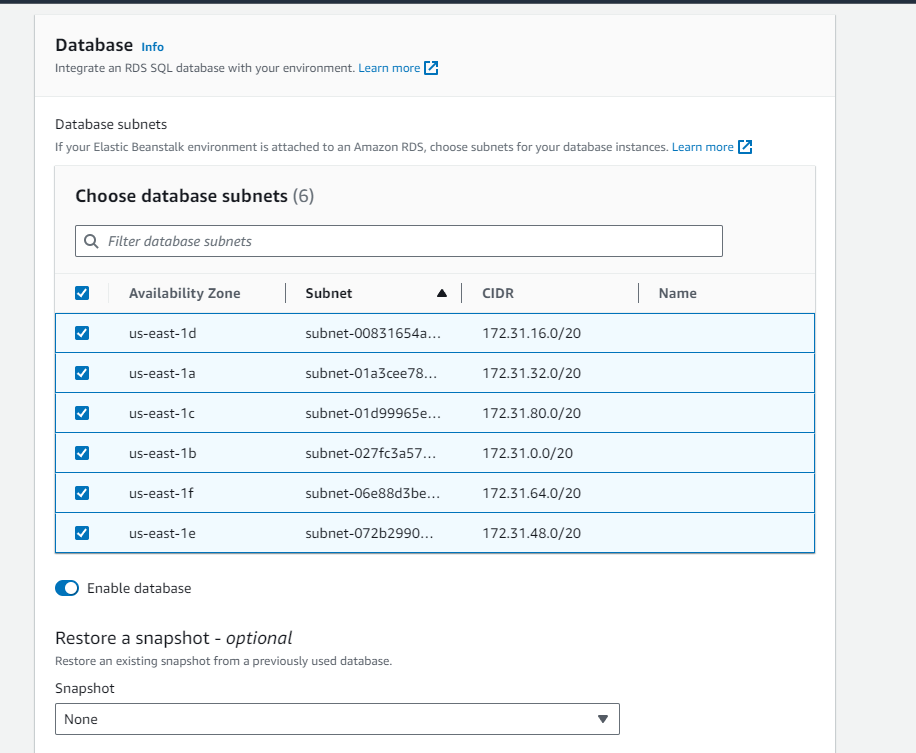 Database Info
Integrate an RDS SQL database with your environment. Learn more
Database subnets
If your Elastic Beanstalk environment is attached to an Amazon RDS, choose subnets for your database instances. Learn more
Choose database subnets (6)
Filter database subnets
Availability Zone Subnet CIDR Name
us-east-1d subnet-00831654a... 172.31.16.0/20
us-east-1a subnet-01a3cee78... 172.31.32.0/20
us-east-1c subnet-01d99965e... 172.31.80.0/20
us-east-1b subnet-027fc3a57... 172.31.0.0/20
us-east-1f subnet-06e88d3be... 172.31.64.0/20
us-east-1e subnet-072b2990... 172.31.48.0/20
Enable database
Restore a snapshot - optional
Restore an existing snapshot from a previously used database.
Snapshot
None